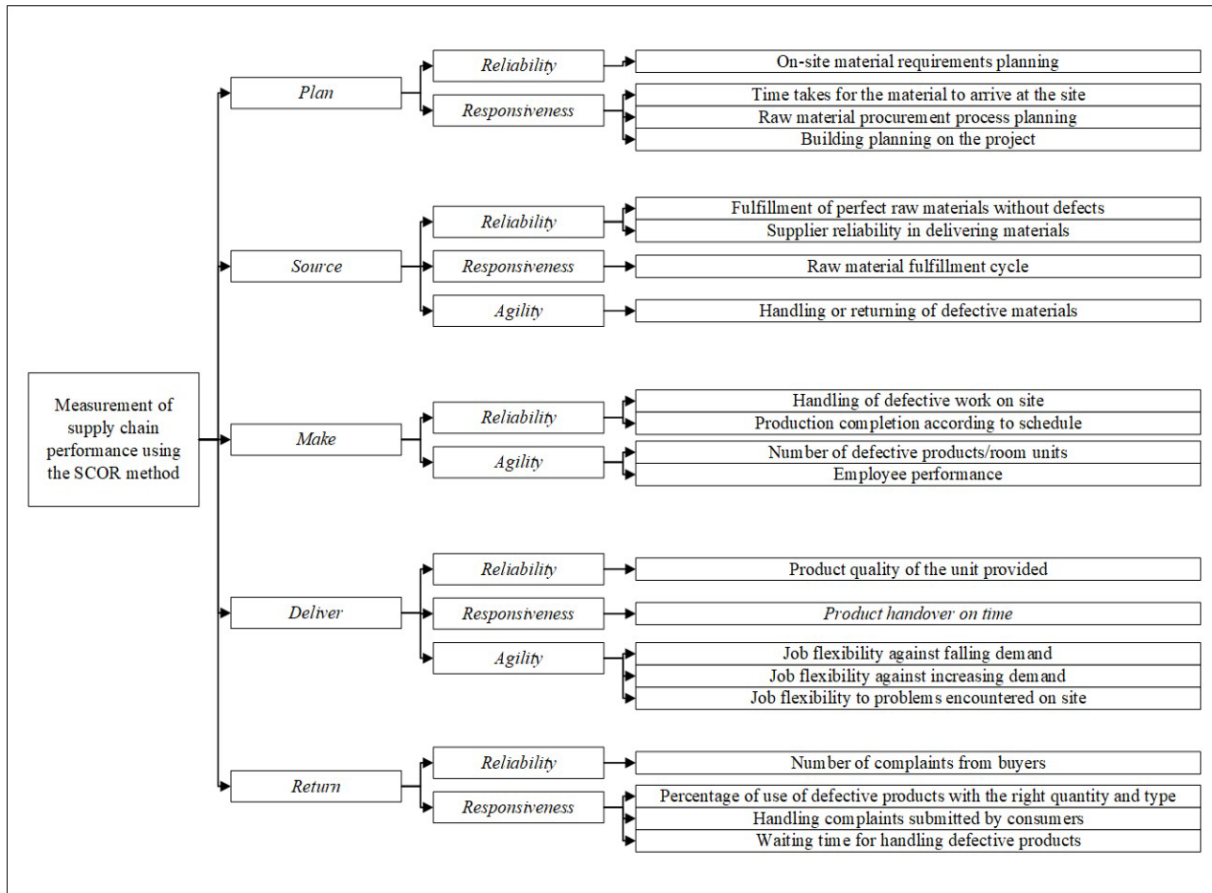 Measurement of
supply chain
performance using
the SCOR method
Plan
Reliability
On-site material requirements planning
Responsiveness
Time takes for the material to arrive at the site
Raw material procurement process planning
Building planning on the project
Source
Reliability
Fulfillment of perfect raw materials without defects
Supplier reliability in delivering materials
Responsiveness
Raw material fulfillment cycle
Agility
Handling or returning of defective materials
Make
Reliability
Handling of defective work on site
Production completion according to schedule
Agility
Number of defective products/room units
Employee performance
Deliver
Reliability
Product quality of the unit provided
Responsiveness
Product handover on time
Agility
Job flexibility against falling demand
Job flexibility against increasing demand
Job flexibility to problems encountered on site
Return
Reliability
Number of complaints from buyers
Responsiveness
Percentage of use of defective products with the right quantity and type
Handling complaints submitted by consumers
Waiting time for handling defective products